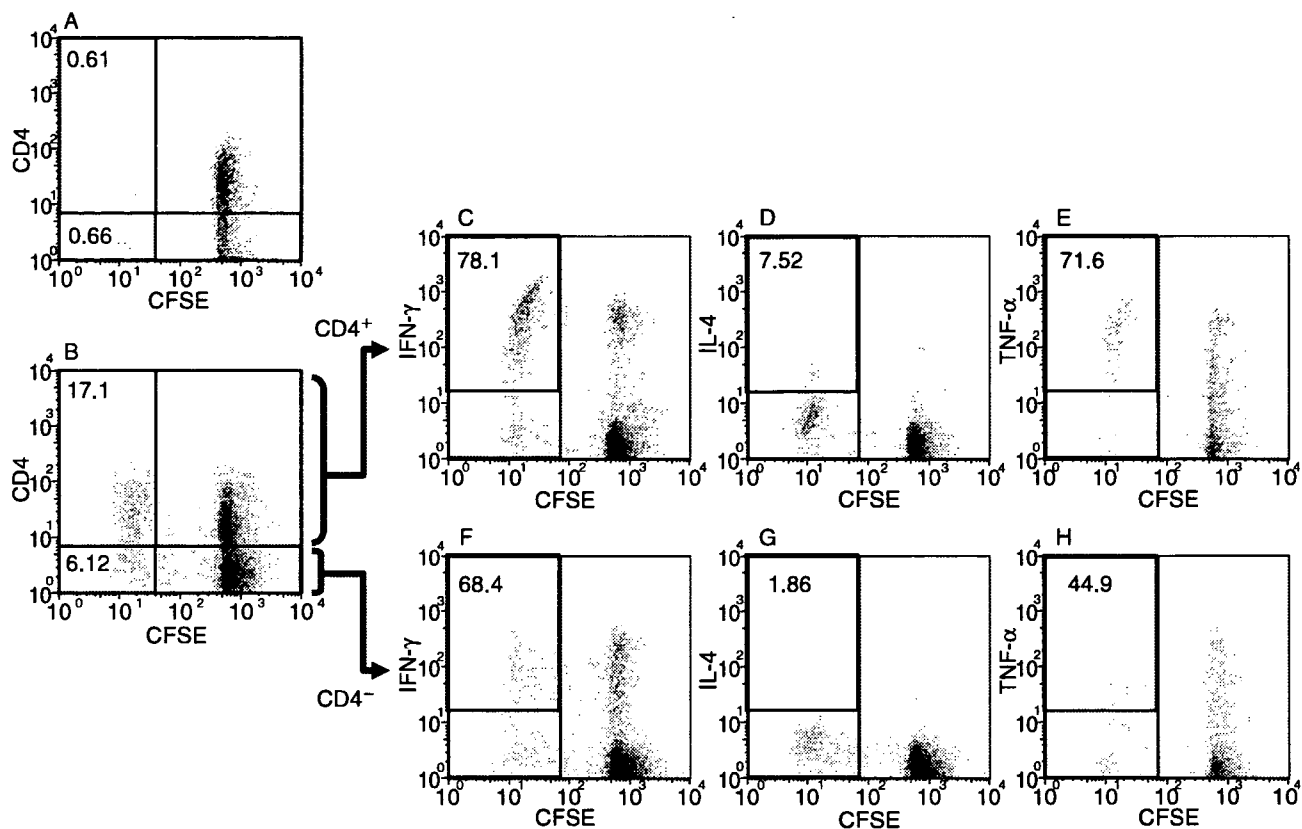 A
10⁴
10³
10²
10¹
10⁰
CD4
0.61
0.66
10⁰ 10¹ 10² 10³ 10⁴
CFSE
B
10⁴
10³
10²
10¹
10⁰
CD4
17.1
6.12
10⁰ 10¹ 10² 10³ 10⁴
CFSE
CD4⁺
CD4⁻
C
10⁴
10³
10²
10¹
10⁰
IFN-γ
78.1
10⁰ 10¹ 10² 10³ 10⁴
CFSE
D
10⁴
10³
10²
10¹
10⁰
IL-4
7.52
10⁰ 10¹ 10² 10³ 10⁴
CFSE
E
10⁴
10³
10²
10¹
10⁰
TNF-α
71.6
10⁰ 10¹ 10² 10³ 10⁴
CFSE
F
10⁴
10³
10²
10¹
10⁰
IFN-γ
68.4
10⁰ 10¹ 10² 10³ 10⁴
CFSE
G
10⁴
10³
10²
10¹
10⁰
IL-4
1.86
10⁰ 10¹ 10² 10³ 10⁴
CFSE
H
10⁴
10³
10²
10¹
10⁰
TNF-α
44.9
10⁰ 10¹ 10² 10³ 10⁴
CFSE